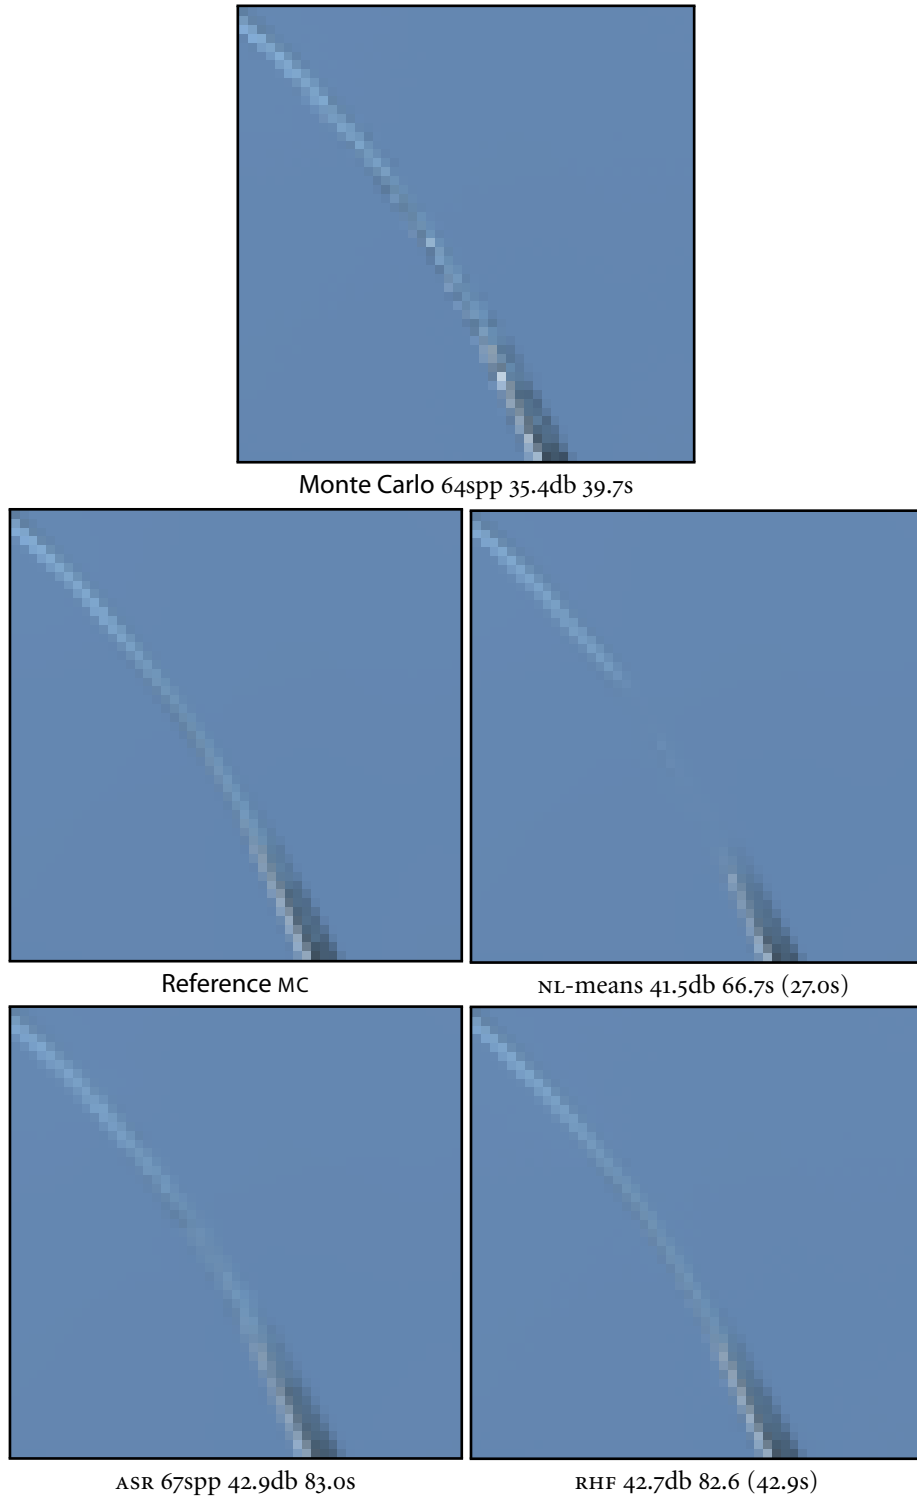 Monte Carlo 64spp 35.4db 39.7s
Reference MC
NL-means 41.5db 66.7s (27.0s)
ASR 67spp 42.9db 83.0s
RHF 42.7db 82.6 (42.9s)